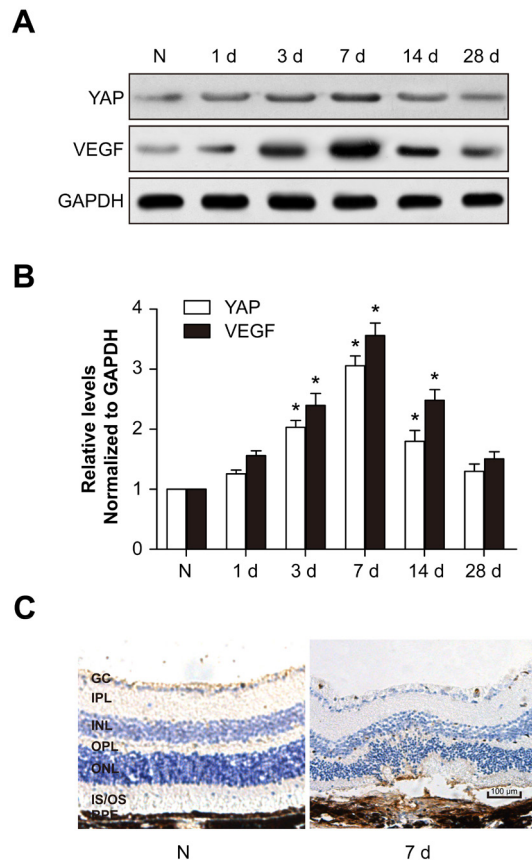 A
N 1 d 3 d 7 d 14 d 28 d
YAP
VEGF
GAPDH
B
Relative levels
Normalized to GAPDH
4
3
2
1
0
YAP
VEGF
* * * * * *
N 1 d 3 d 7 d 14 d 28 d
C
GC
IPL
INL
OPL
ONL
IS/OS
RPE
100 μm
N 7 d